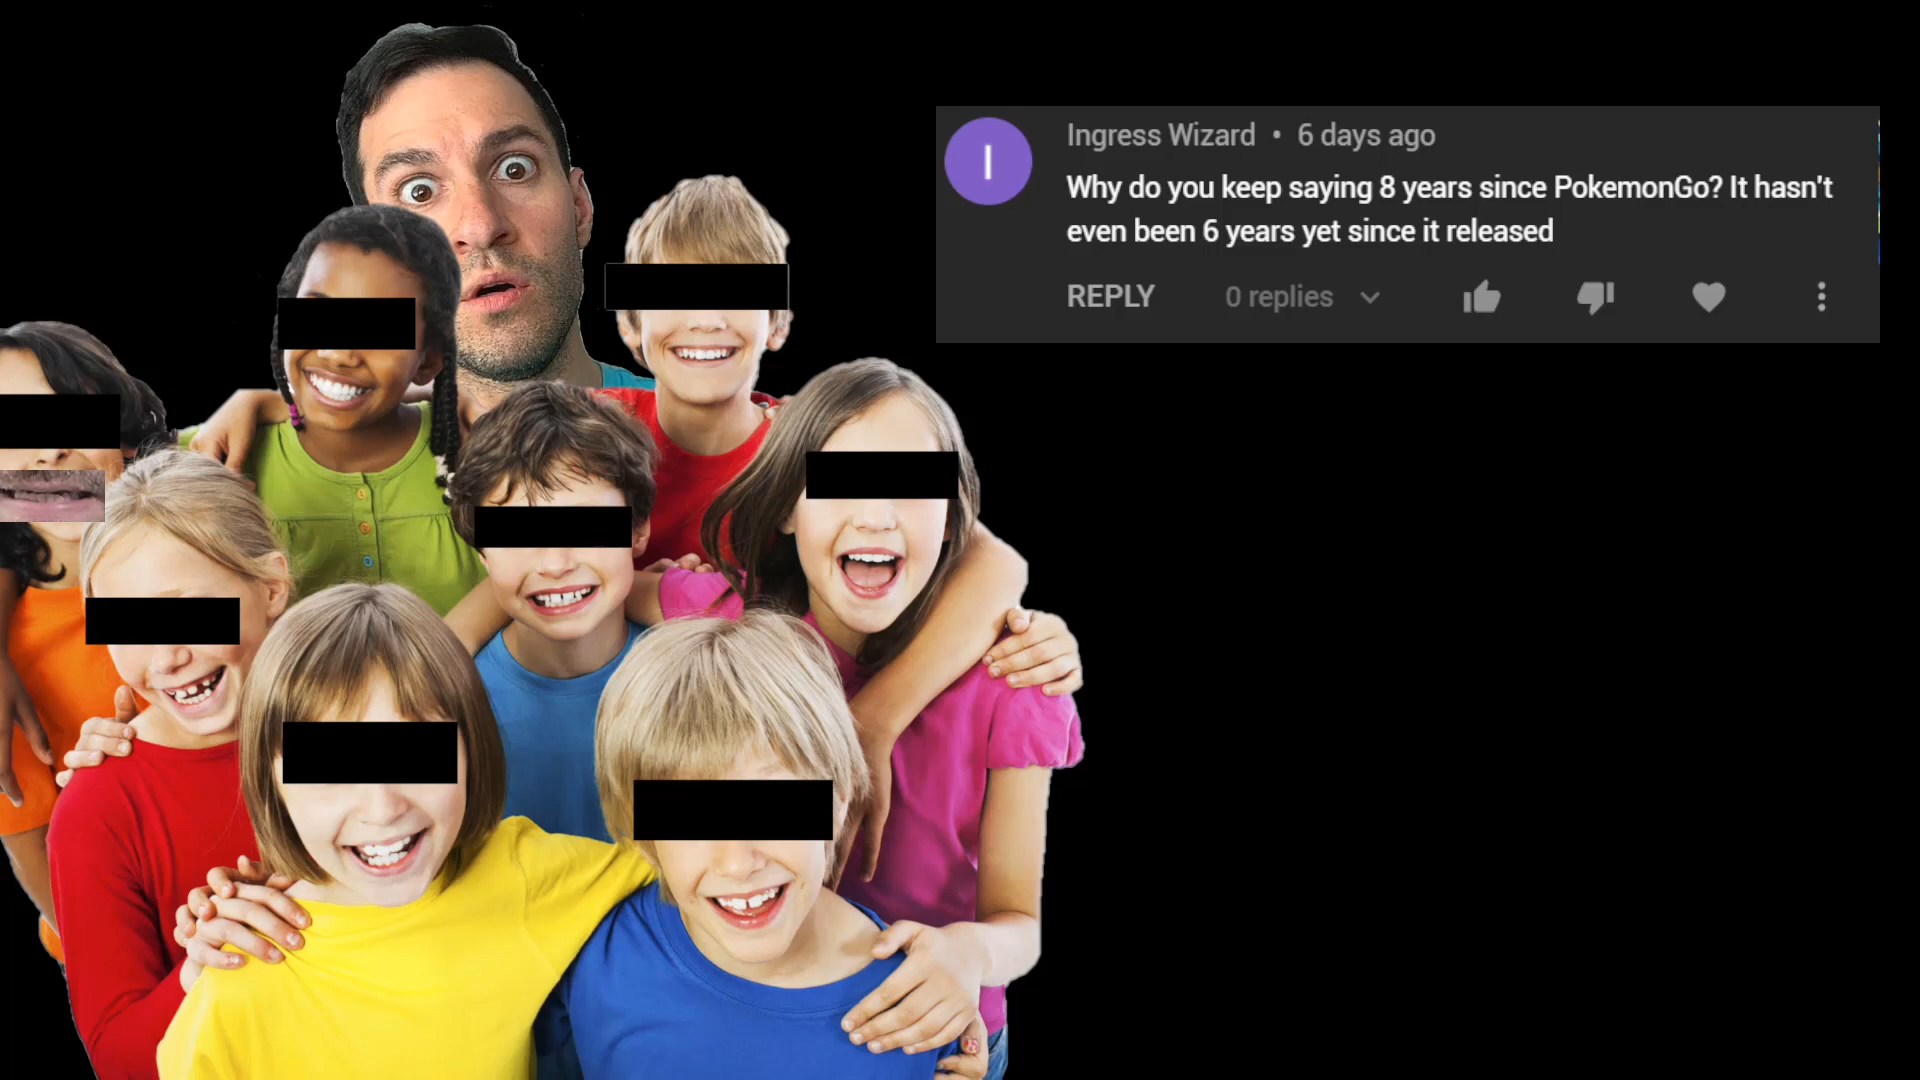 I
Ingress Wizard • 6 days ago
Why do you keep saying 8 years since PokemonGo? It hasn't
even been 6 years yet since it released
REPLY 0 replies